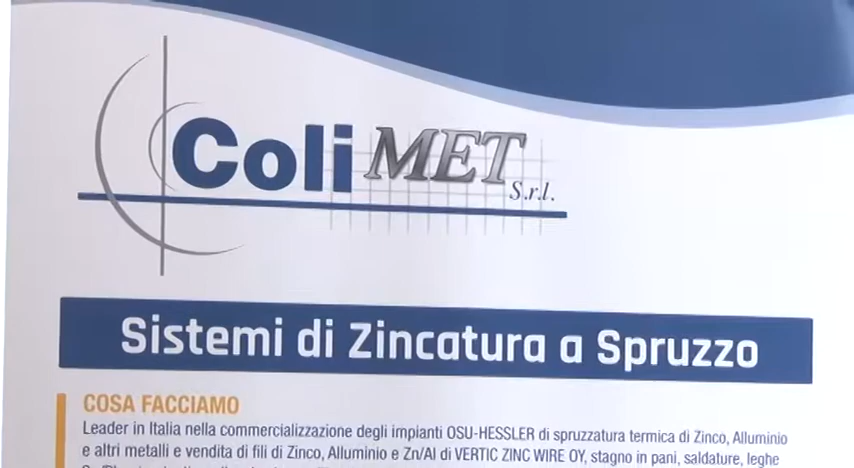 Coli MET S.r.l.
Sistemi di Zincatura a Spruzzo
COSA FACCIAMO
Leader in Italia nella commercializzazione degli impianti OSU-HESSLER di spruzzatura termica di Zinco, Alluminio
e altri metalli e vendita di fili di Zinco, Alluminio e Zn/Al di VERTIC ZINC WIRE OY, stagno in pani, saldature, leghe